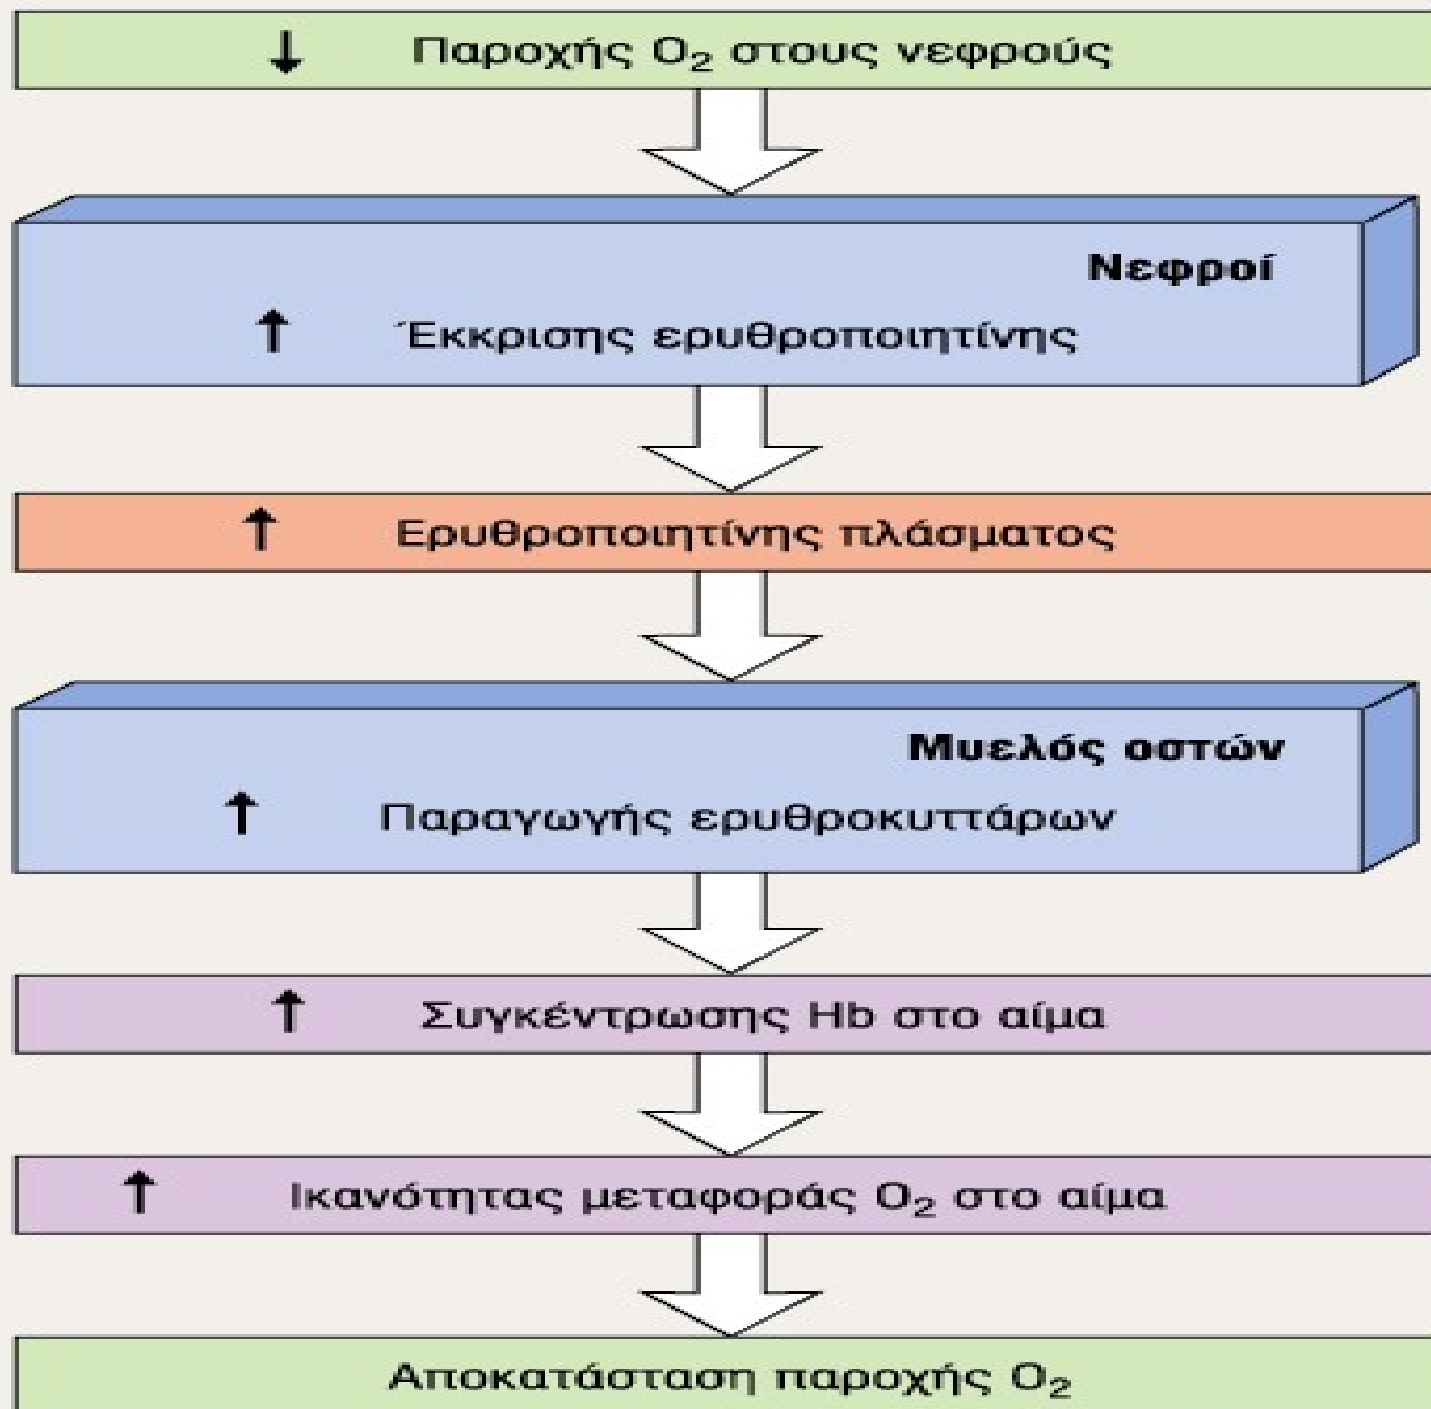 ↓ Παροχής O₂ στους νεφρούς
Νεφροί
↑ Έκκρισης ερυθροποιητίνης
↑ Ερυθροποιητίνης πλάσματος
Μυελός οστών
↑ Παραγωγής ερυθροκυττάρων
↑ Συγκέντρωσης Hb στο αίμα
↑ Ικανότητας μεταφοράς O₂ στο αίμα
Αποκατάσταση παροχής O₂